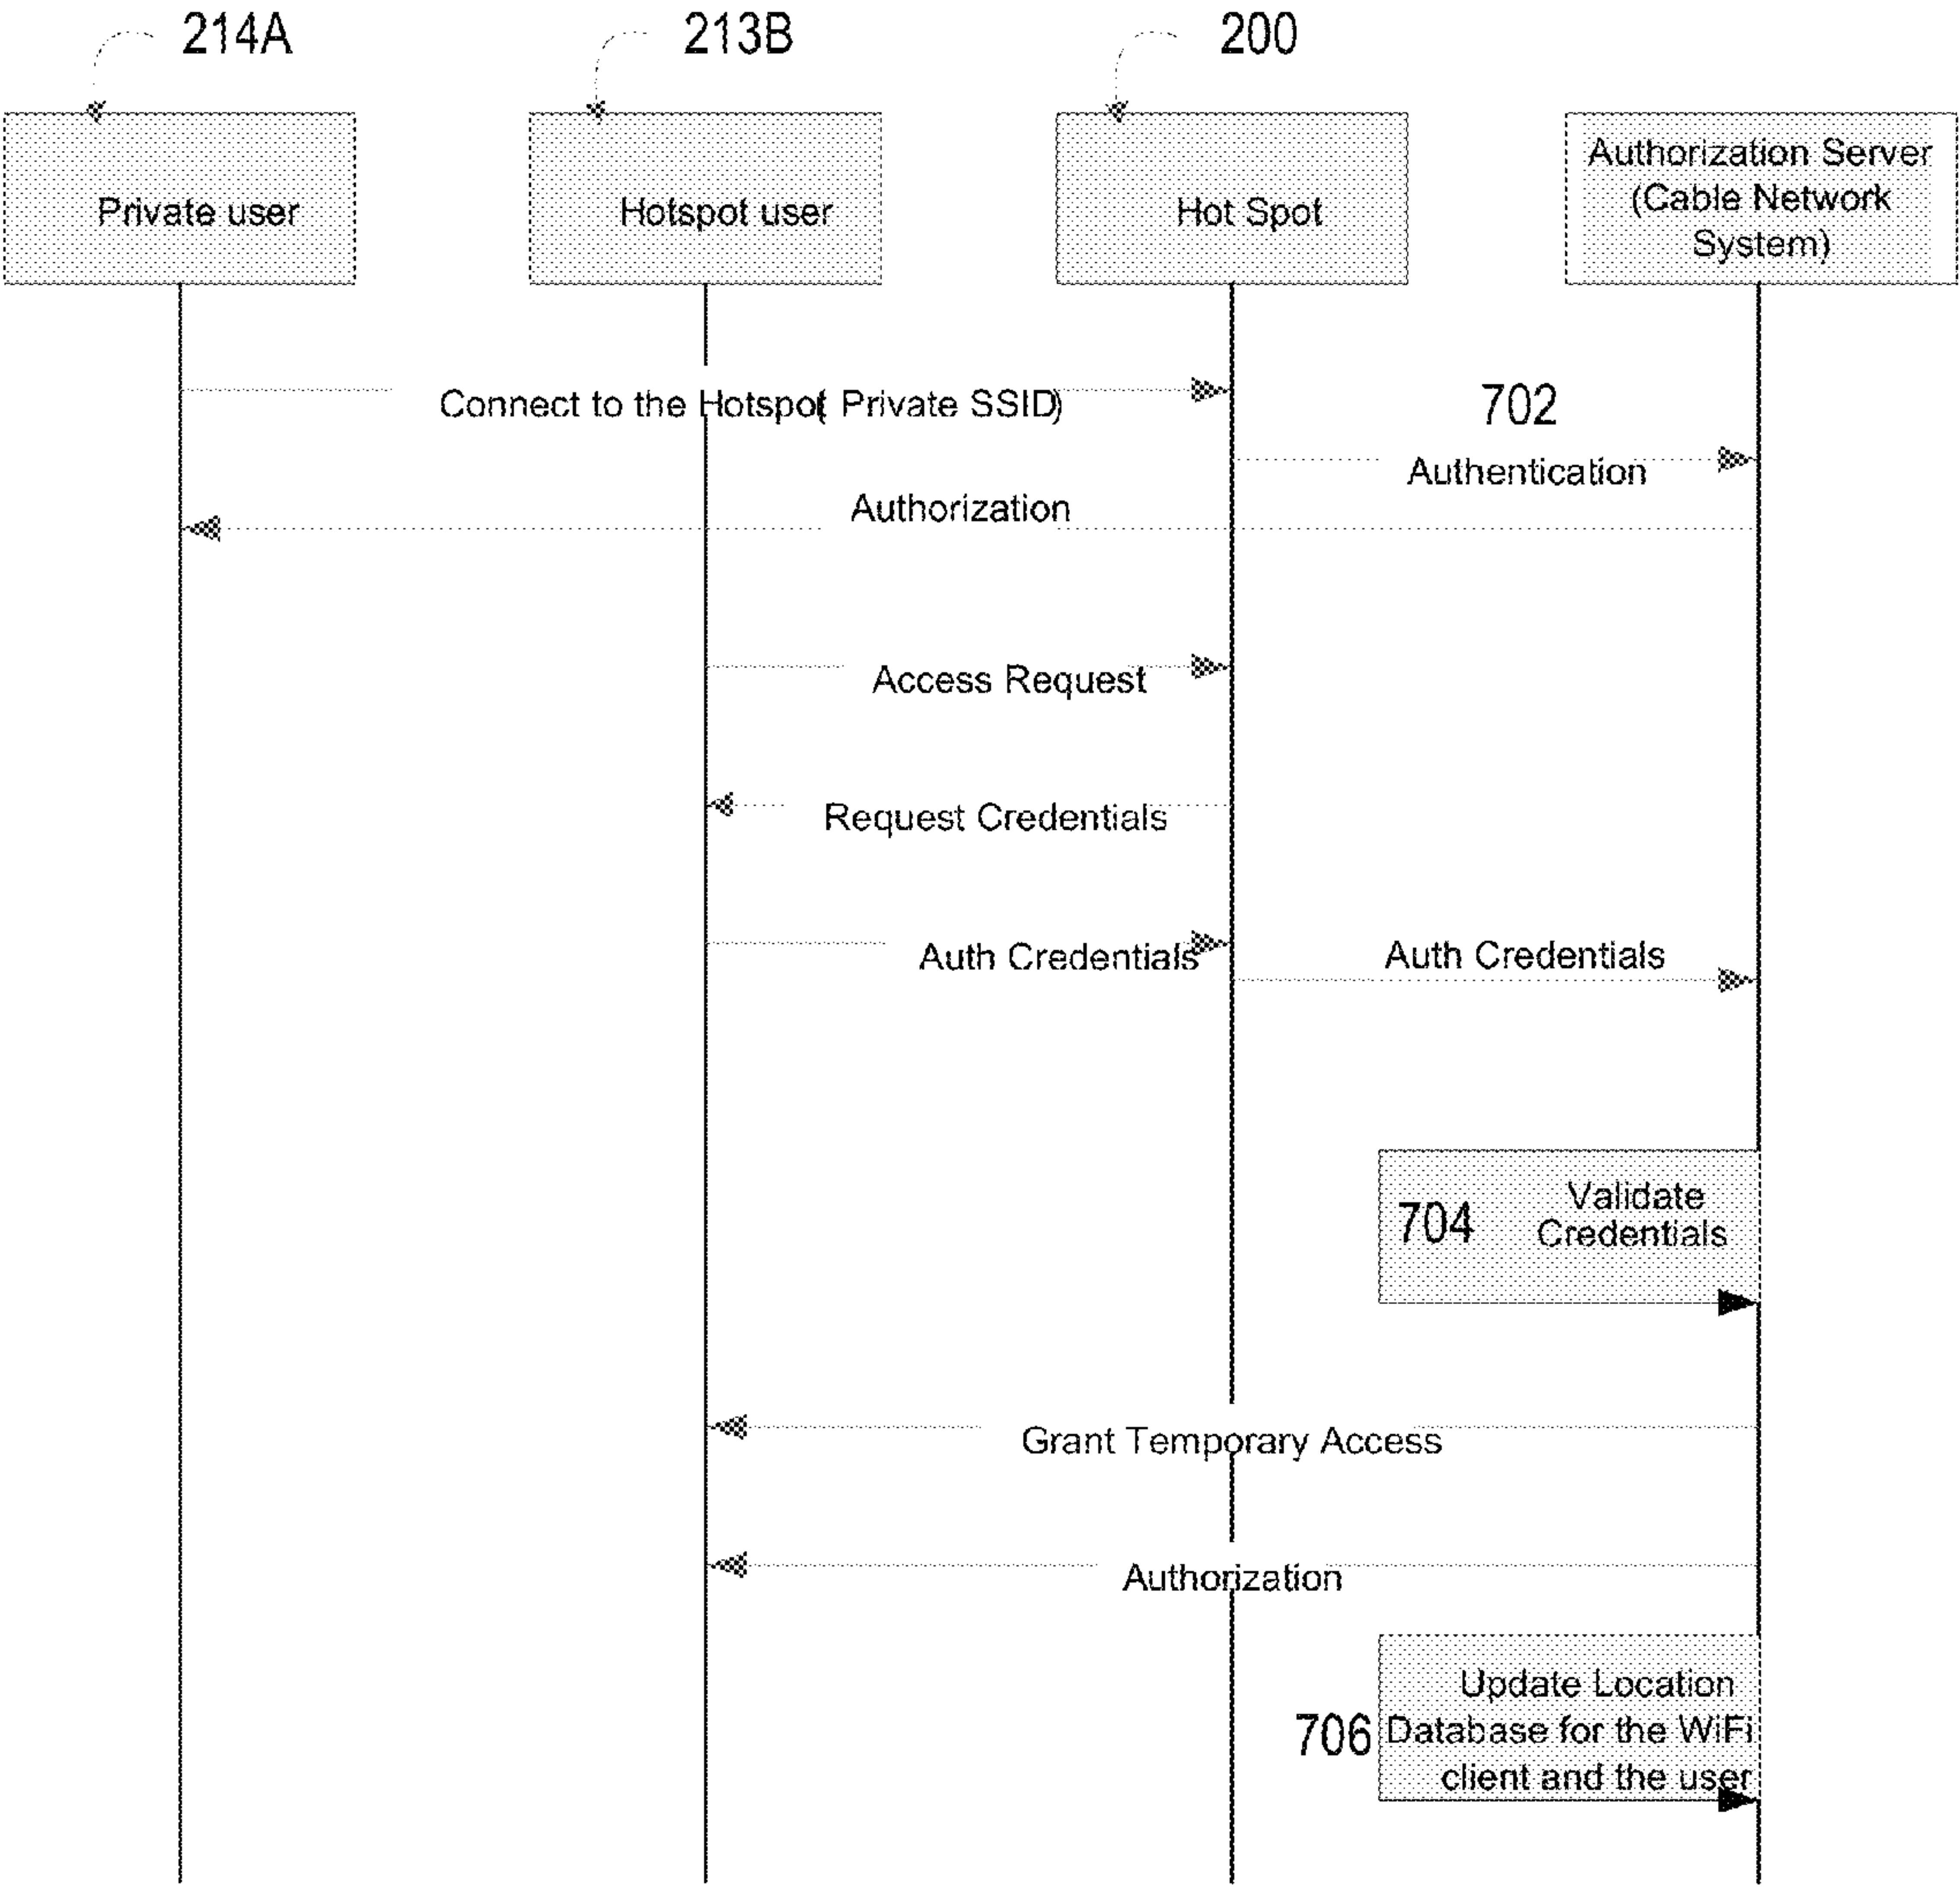 214A
213B
200
Private user
Hotspot user
Hot Spot
Authorization Server
(Cable Network
System)
Connect to the Hotspot( Private SSID)
702
Authentication
Authorization
Access Request
Request Credentials
Auth Credentials
Auth Credentials
704
Validate
Credentials
Grant Temporary Access
Authorization
706
Update Location
Database for the WiFi
client and the user